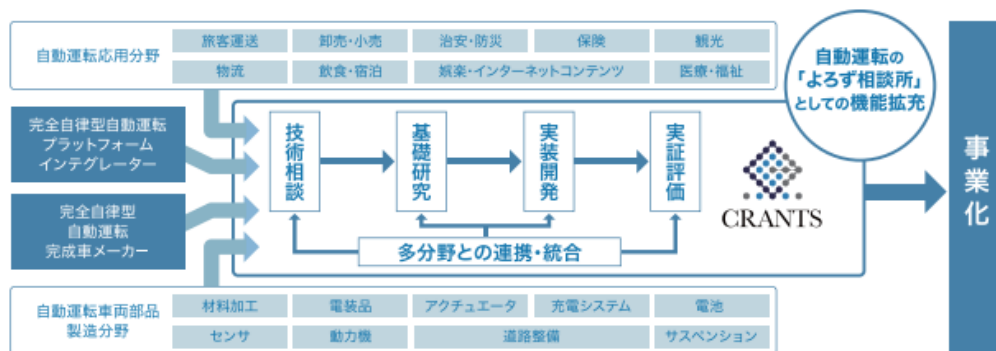 自動運転応用分野
旅客運送
卸売・小売
治安・防災
保険
観光
物流
飲食・宿泊
娯楽・インターネットコンテンツ
医療・福祉
自動運転の
「よろず相談所」
としての機能拡充
完全自律型自動運転
プラットフォーム
インテグレーター
完全自律型
自動運転
完成車メーカー
技術相談
基礎研究
実装開発
実証評価
CRANTS
多分野との連携・統合
事業化
自動運転車両部品
製造分野
材料加工
電装品
アクチュエータ
充電システム
電池
センサ
動力機
道路整備
サスペンション